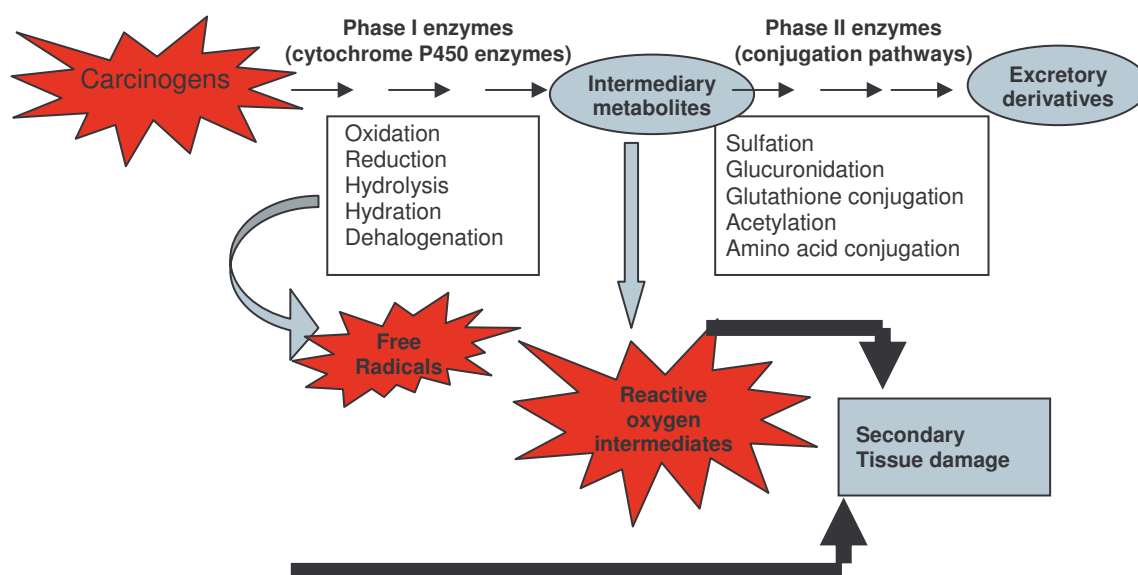 Carcinogens
Phase I enzymes
(cytochrome P450 enzymes)
Intermediary
metabolites
Phase II enzymes
(conjugation pathways)
Excretory
derivatives
Oxidation
Reduction
Hydrolysis
Hydration
Dehalogenation
Sulfation
Glucuronidation
Glutathione conjugation
Acetylation
Amino acid conjugation
Free
Radicals
Reactive
oxygen
intermediates
Secondary
Tissue damage